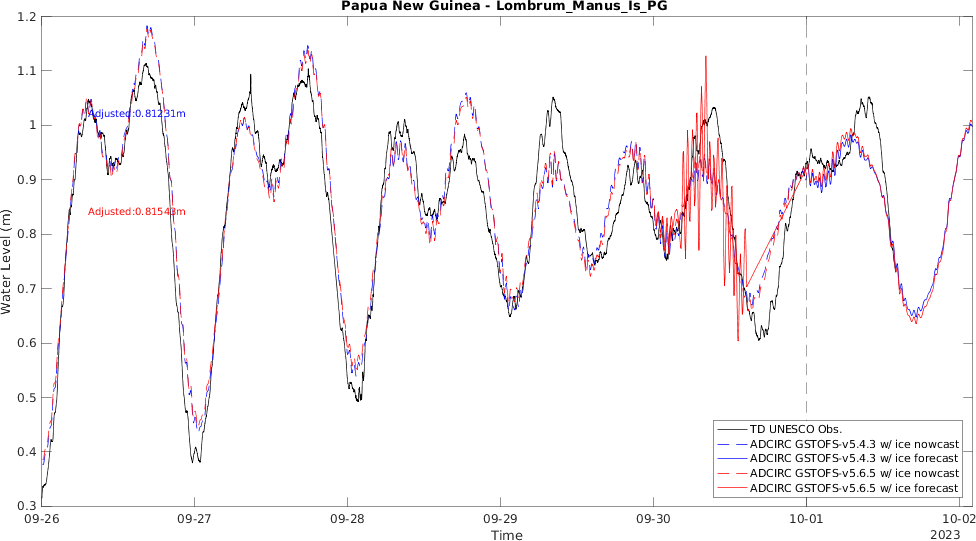 Papua New Guinea - Lombrum_Manus_Is_PG
1.2
1.1
1
0.9
0.8
0.7
0.6
0.5
0.4
0.3
Water Level (m)
Adjusted:0.81231m
Adjusted:0.81543m
TD UNESCO Obs.
ADCIRC GSTOFS-v5.4.3 w/ ice nowcast
ADCIRC GSTOFS-v5.4.3 w/ ice forecast
ADCIRC GSTOFS-v5.6.5 w/ ice nowcast
ADCIRC GSTOFS-v5.6.5 w/ ice forecast
09-26 09-27 09-28 09-29 09-30 10-01 10-02
Time
2023